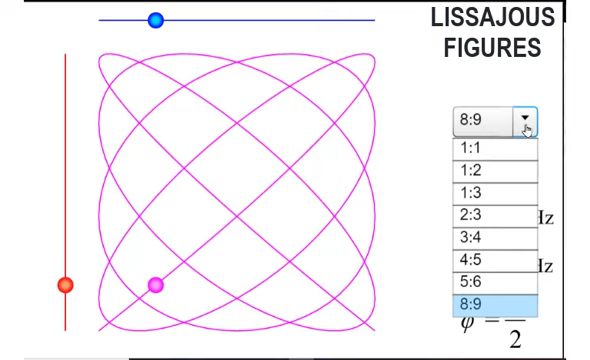 LISSAJOUS
FIGURES
8:9
1:1
1:2
1:3
2:3
3:4
4:5
5:6
8:9
Hz
Hz
φ =
2